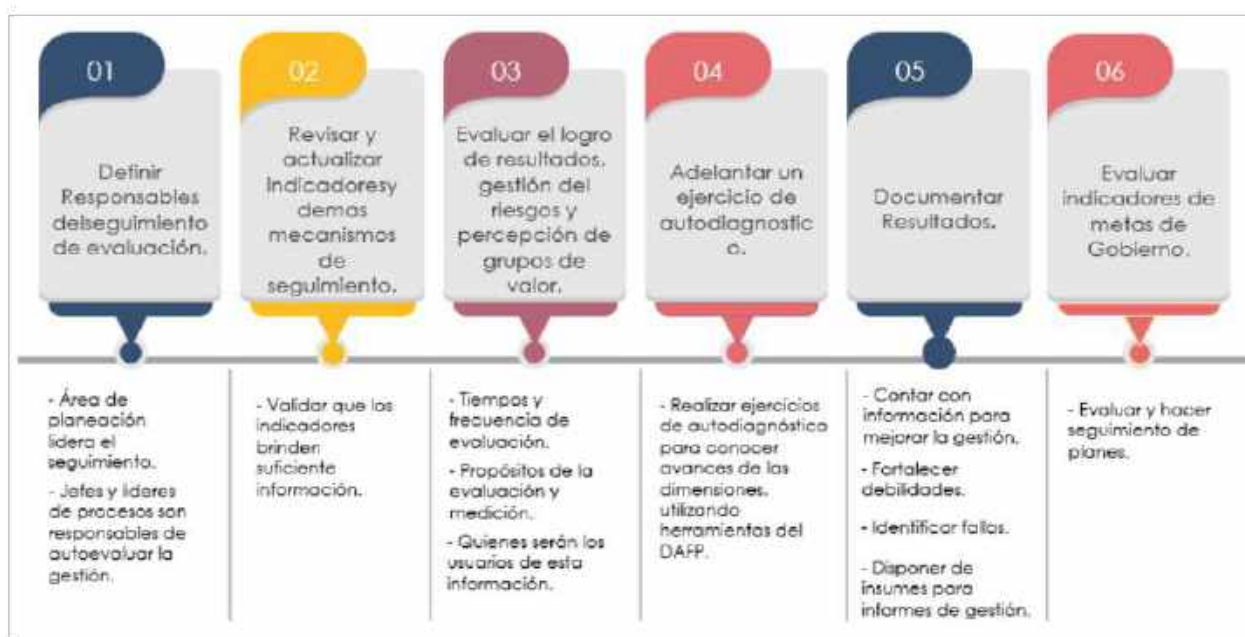 01
Definir
Responsables
delseguimiento
de evaluación.
02
Revisar y
actualizar
Indicadoresy
demas
mecanismos
de
seguimiento.
03
Evaluar el logro
de resultados,
gestión del
riesgos y
percepción de
grupos de
valor.
04
Adelantar un
ejercicio de
autodiagnostic
o.
05
Documentar
Resultados.
06
Evaluar
indicadores de
metas de
Gobierno.
- Área de
planeación
lidera el
seguimiento.
- Jefes y líderes
de procesos son
responsables de
autoevaluar la
gestión.
- Validar que los
indicadores
brinden
suficiente
información.
- Tiempos y
frecuencia de
evaluación.
- Propósitos de la
evaluación y
medición.
- Quienes serán los
usuarios de esta
información.
- Realizar ejercicios
de autodiagnóstico
para conocer
avances de las
dimensiones,
utilizando
herramientas del
DAFP.
- Contar con
información para
mejorar la gestión.
- Fortalecer
debilidades.
- Identificar fallas.
- Disponer de
insumos para
informes de gestión.
- Evaluar y hacer
seguimiento de
planes.